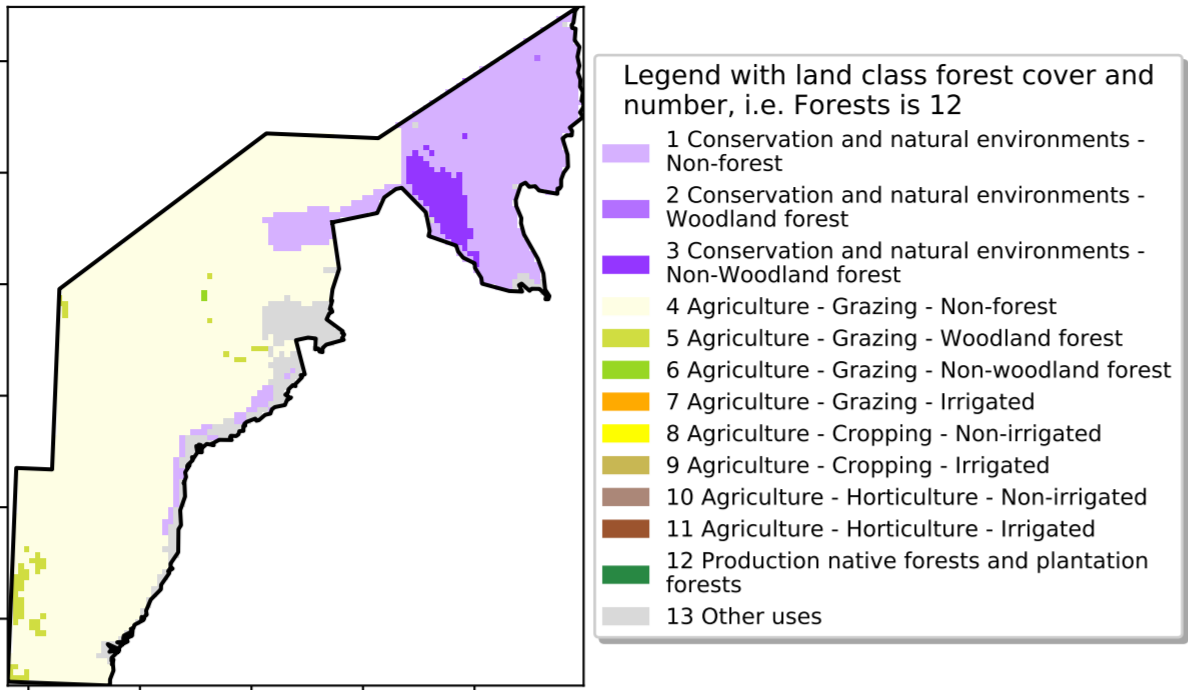 Legend with land class forest cover and
number, i.e. Forests is 12
1 Conservation and natural environments -
Non-forest
2 Conservation and natural environments -
Woodland forest
3 Conservation and natural environments -
Non-Woodland forest
4 Agriculture - Grazing - Non-forest
5 Agriculture - Grazing - Woodland forest
6 Agriculture - Grazing - Non-woodland forest
7 Agriculture - Grazing - Irrigated
8 Agriculture - Cropping - Non-irrigated
9 Agriculture - Cropping - Irrigated
10 Agriculture - Horticulture - Non-irrigated
11 Agriculture - Horticulture - Irrigated
12 Production native forests and plantation
forests
13 Other uses